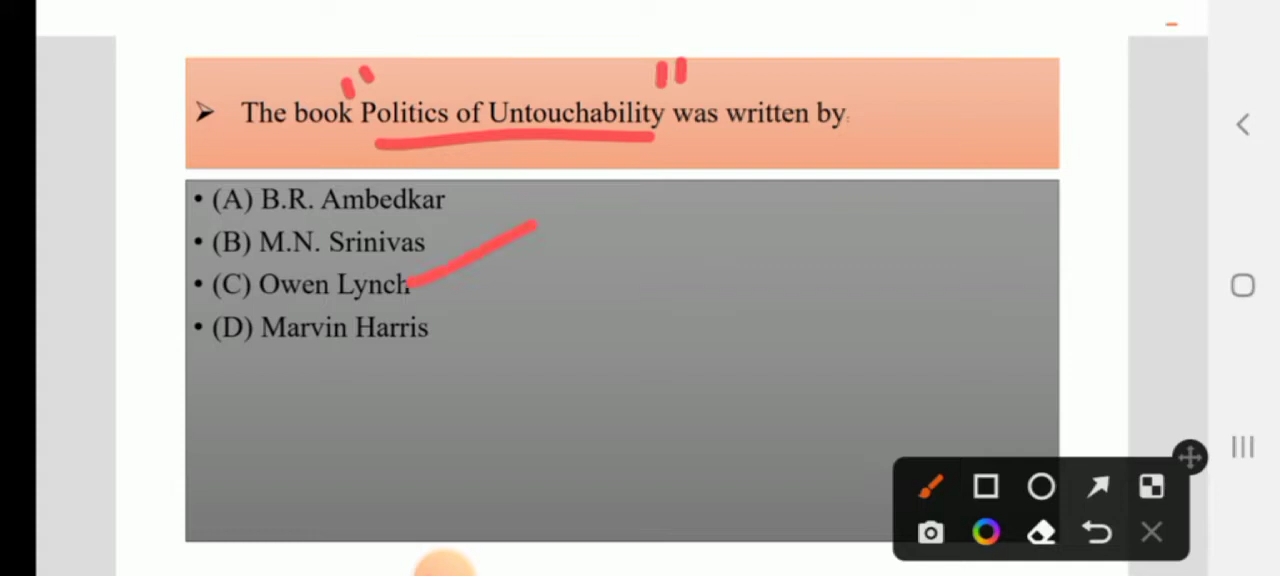 ➤ The book Politics of Untouchability was written by:
• (A) B.R. Ambedkar
• (B) M.N. Srinivas
• (C) Owen Lynch
• (D) Marvin Harris